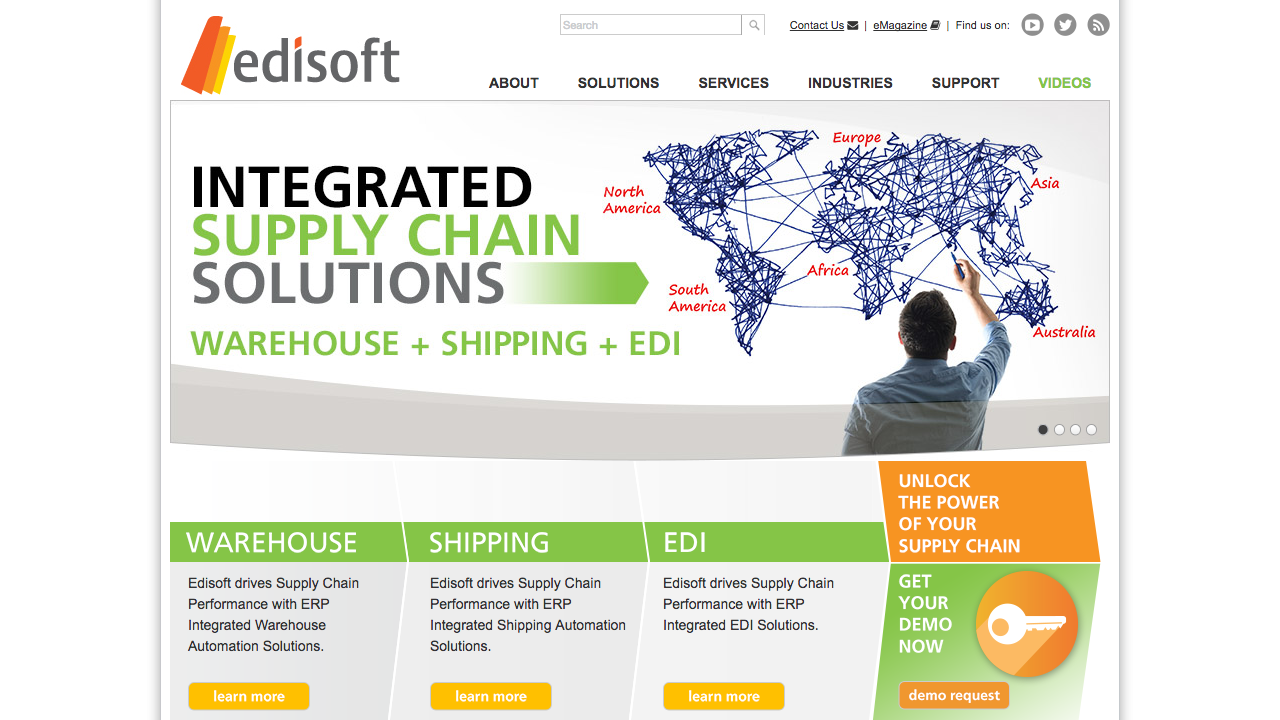 edisoft
Search
Contact Us | eMagazine | Find us on:
ABOUT SOLUTIONS SERVICES INDUSTRIES SUPPORT VIDEOS
INTEGRATED
SUPPLY CHAIN
SOLUTIONS
WAREHOUSE + SHIPPING + EDI
Europe
North
America
Asia
Africa
South
America
Australia
WAREHOUSE
Edisoft drives Supply Chain
Performance with ERP
Integrated Warehouse
Automation Solutions.
learn more
SHIPPING
Edisoft drives Supply Chain
Performance with ERP
Integrated Shipping Automation
Solutions.
learn more
EDI
Edisoft drives Supply Chain
Performance with ERP
Integrated EDI Solutions.
learn more
UNLOCK
THE POWER
OF YOUR
SUPPLY CHAIN
GET
YOUR
DEMO
NOW
demo request